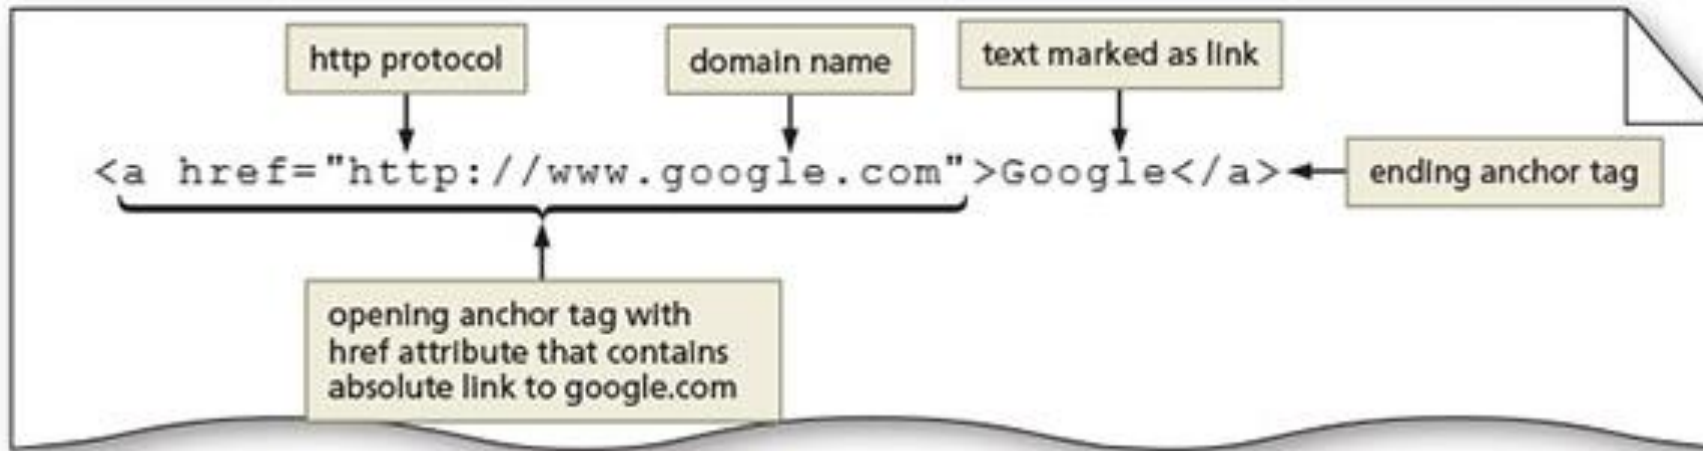 http protocol
domain name
text marked as link
<a href="http://www.google.com">Google</a>
ending anchor tag
opening anchor tag with
href attribute that contains
absolute link to google.com